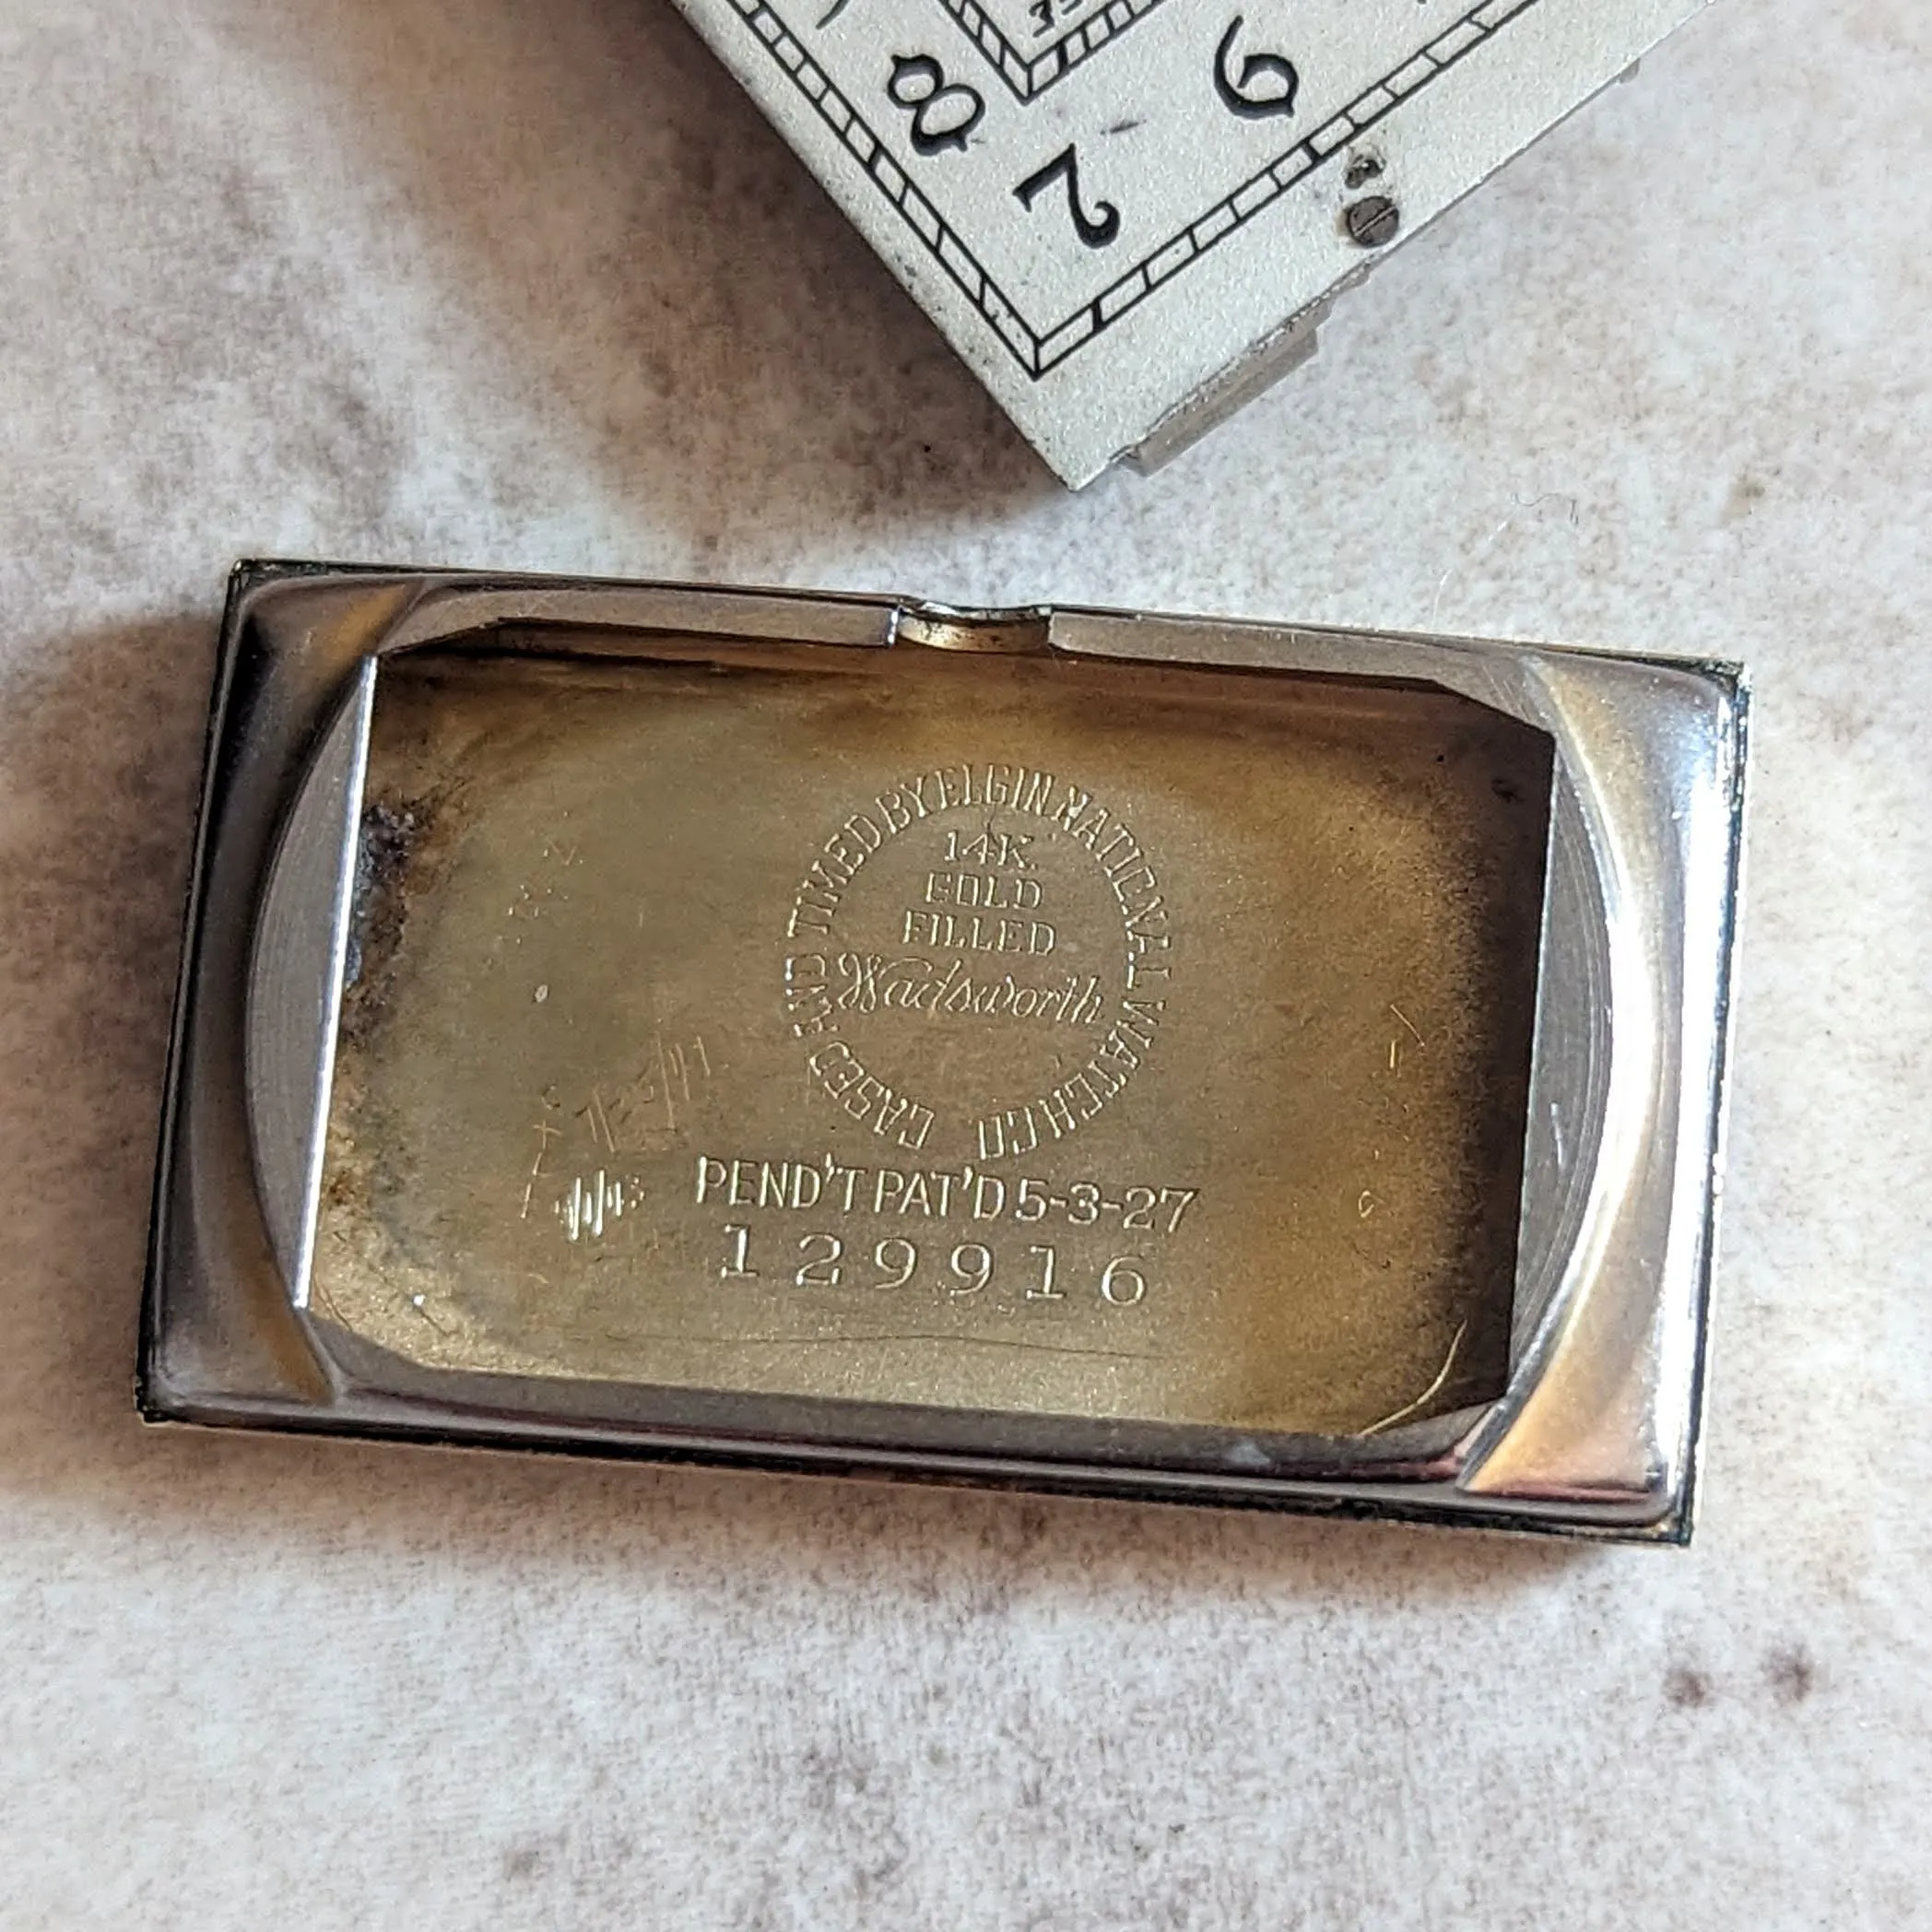 35
8
7
6
CASED AND TIMED BY ELGIN NATIONAL WATCH CO
14K.
GOLD
FILLED
Wadsworth
PEND'T PAT'D 5-3-27
129916